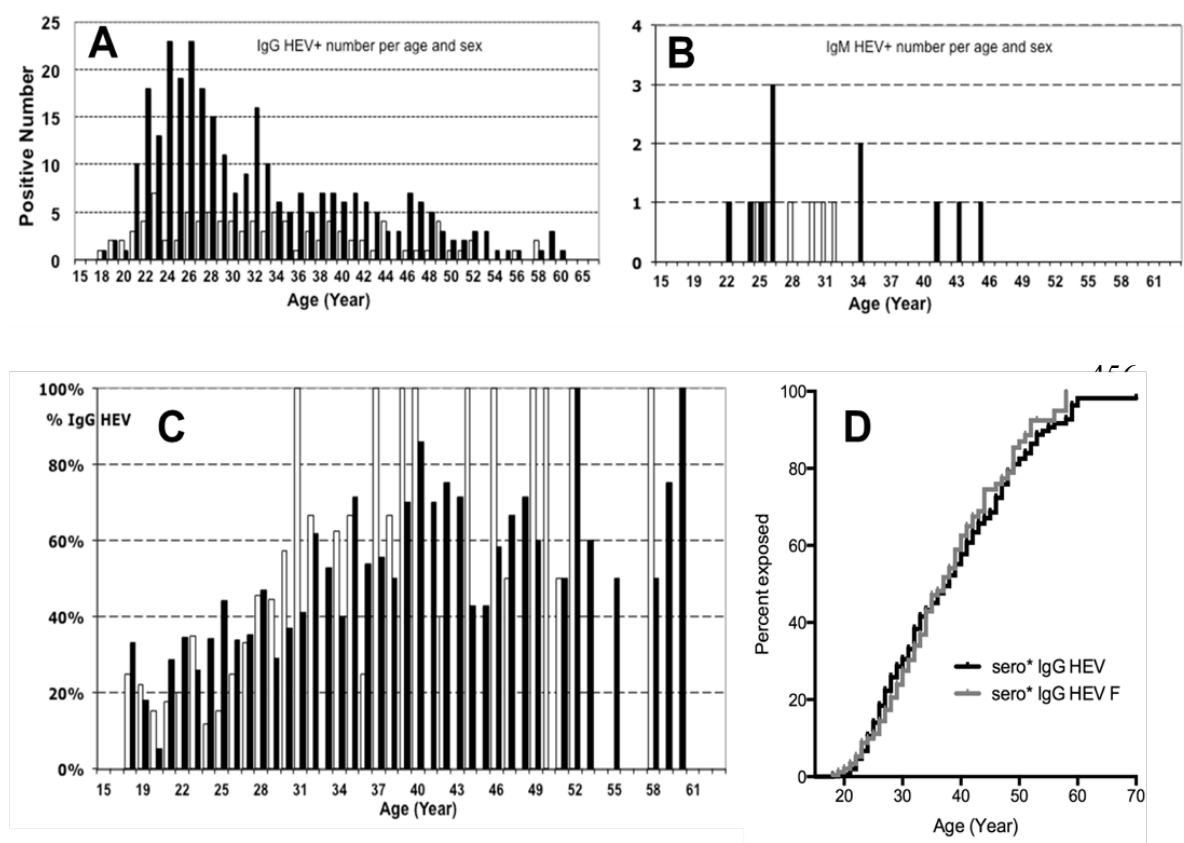 A
IgG HEV+ number per age and sex
Positive Number
25
20
15
10
5
0
15 18 20 22 24 26 28 30 32 34 36 38 40 42 44 46 48 50 52 54 56 58 60 65
Age (Year)
B
IgM HEV+ number per age and sex
4
3
2
1
0
15 19 22 25 28 31 34 37 40 43 46 49 52 55 58 61
Age (Year)
C
% IgG HEV
100%
80%
60%
40%
20%
0%
15 19 22 25 28 31 34 37 40 43 46 49 52 55 58 61
Age (Year)
D
Percent exposed
100
80
60
40
20
0
sero* IgG HEV
sero* IgG HEV F
20 30 40 50 60 70
Age (Year)